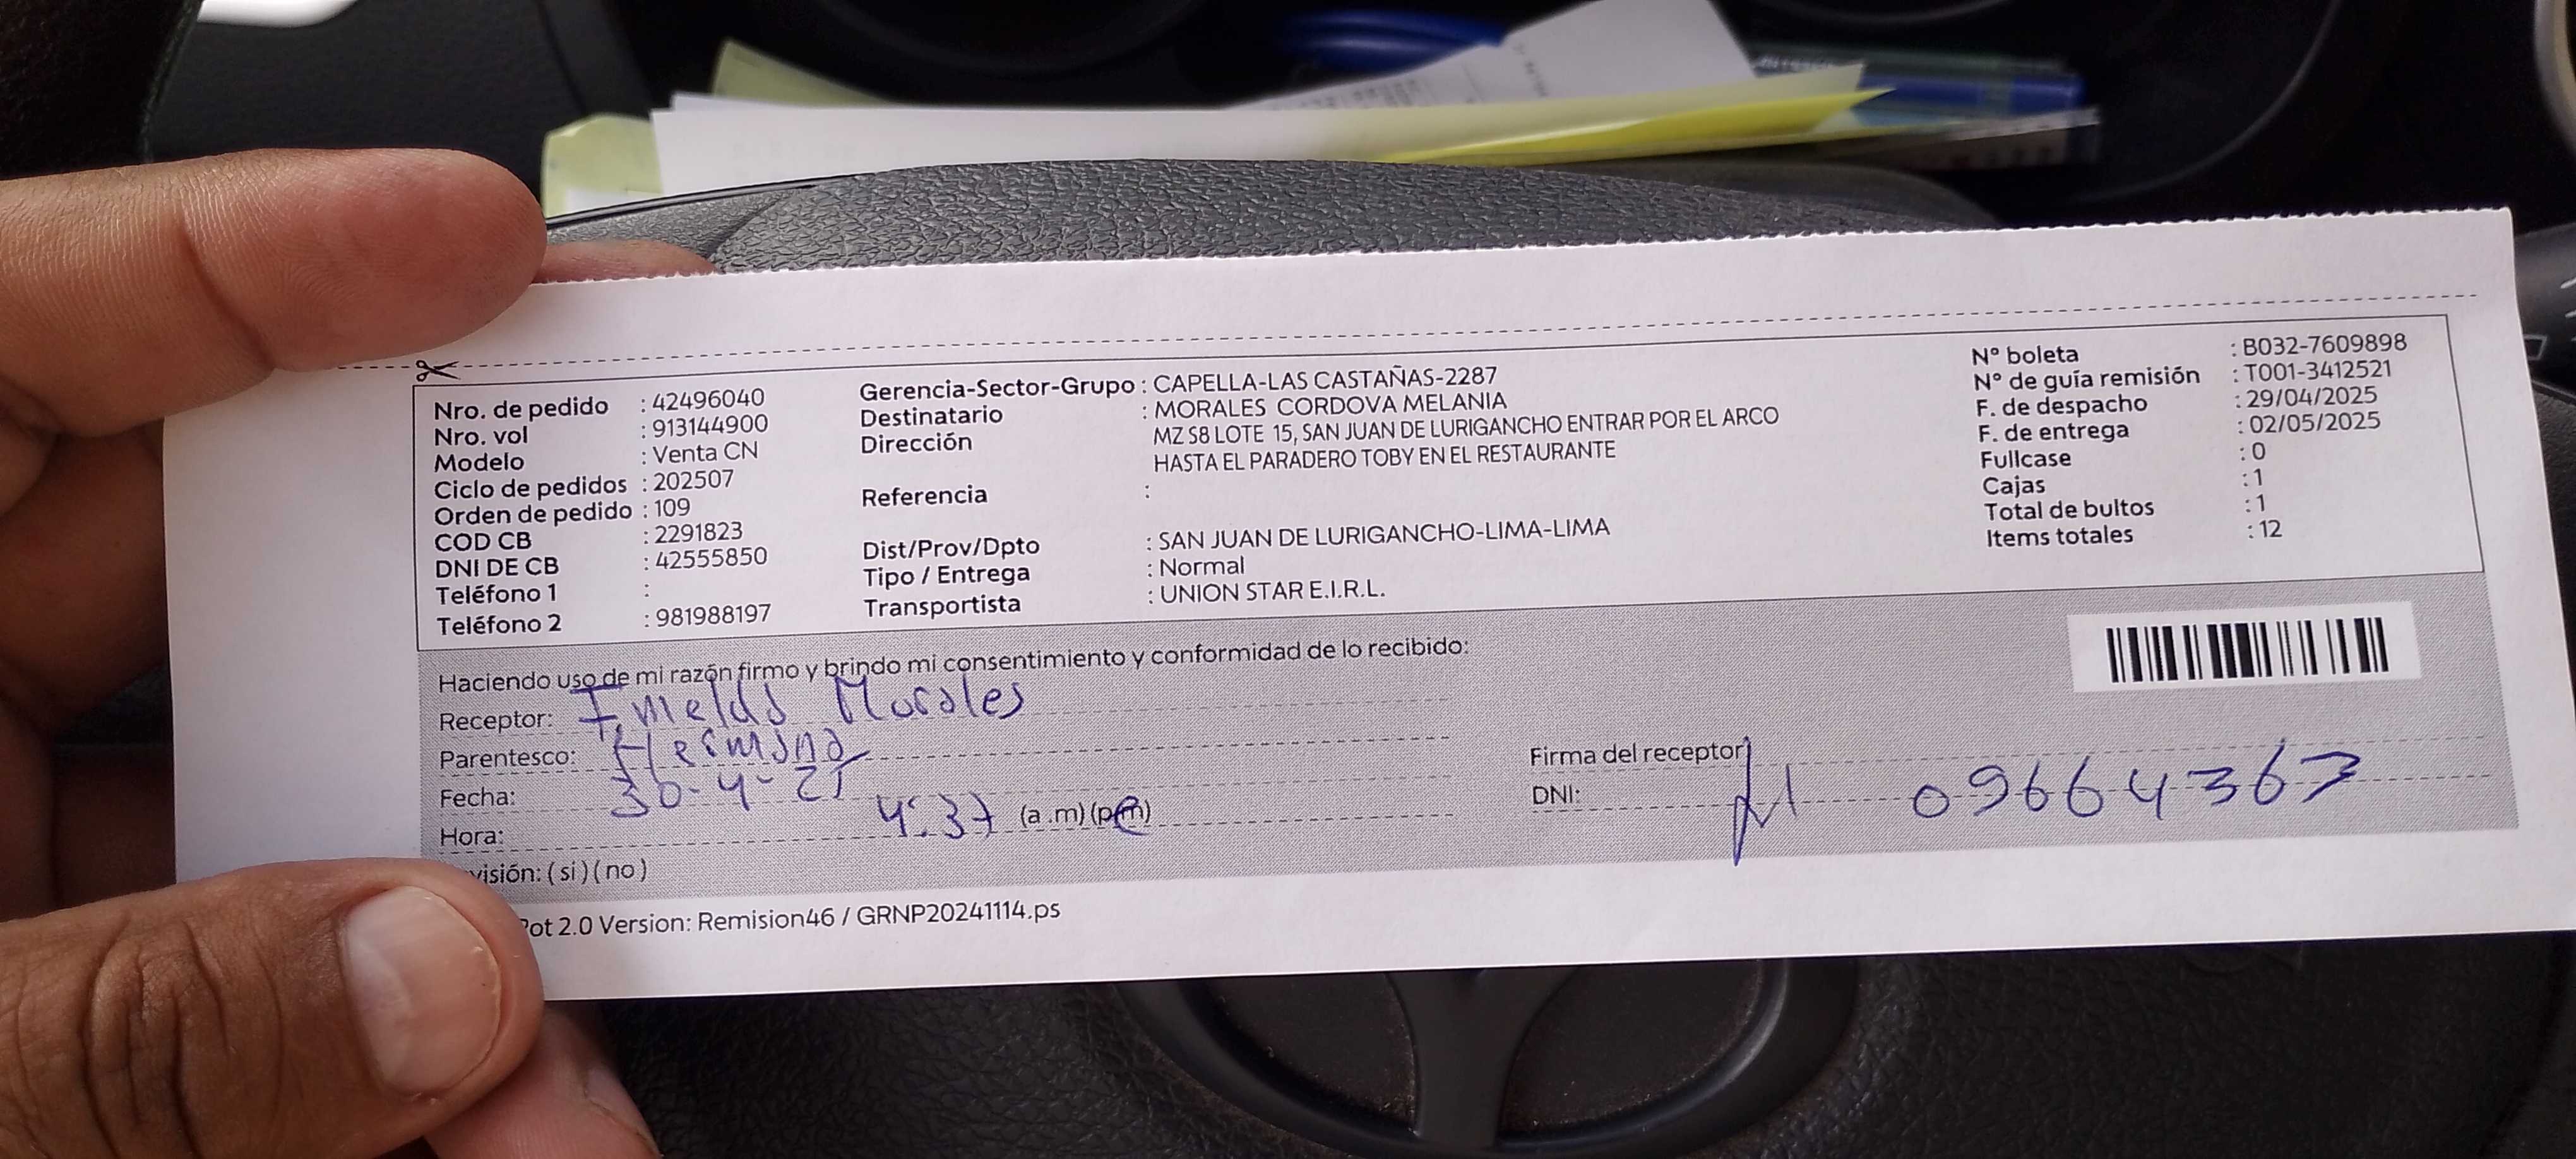 Nro. de pedido : 42496040
Nro. vol : 913144900
Modelo : Venta CN
Ciclo de pedidos : 202507
Orden de pedido : 109
COD CB : 2291823
DNI DE CB : 42555850
Teléfono 1 :
Teléfono 2 : 981988197
Gerencia-Sector-Grupo : CAPELLA-LAS CASTAÑAS-2287
Destinatario : MORALES CORDOVA MELANIA
Dirección MZ S8 LOTE 15, SAN JUAN DE LURIGANCHO ENTRAR POR EL ARCO
HASTA EL PARADERO TOBY EN EL RESTAURANTE
Referencia :
Dist/Prov/Dpto : SAN JUAN DE LURIGANCHO-LIMA-LIMA
Tipo / Entrega : Normal
Transportista : UNION STAR E.I.R.L.
N° boleta : B032-7609898
N° de guía remisión : T001-3412521
F. de despacho : 29/04/2025
F. de entrega : 02/05/2025
Fullcase : 0
Cajas : 1
Total de bultos : 1
Items totales : 12
Haciendo uso de mi razón firmo y brindo mi consentimiento y conformidad de lo recibido:
Receptor: Imelda Morales
Parentesco: Hermana
Fecha: 30-4-25
Hora: 4:37 (a.m) (p.m)
visión: ( si ) ( no )
Firma del receptor
DNI: 09664367
ot 2.0 Version: Remision46 / GRNP20241114.ps